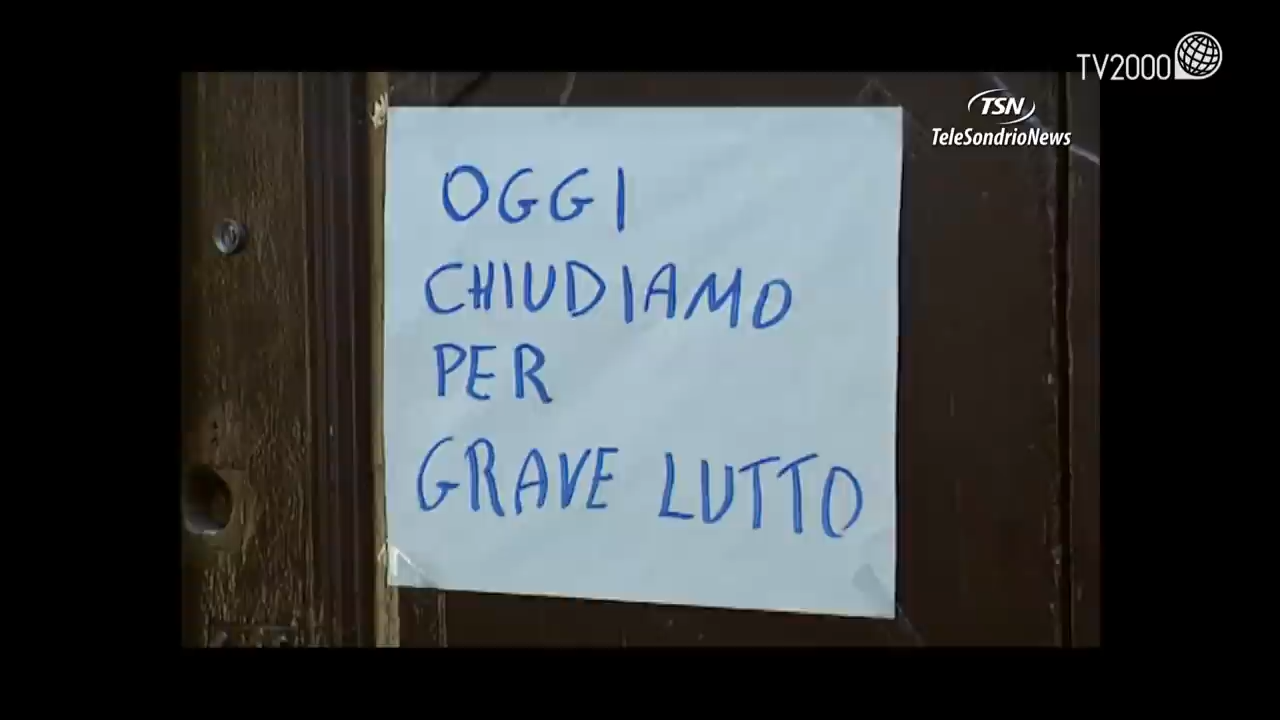 TV2000
TSN
TeleSondrioNews
OGGI
CHIUDIAMO
PER
GRAVE LUTTO